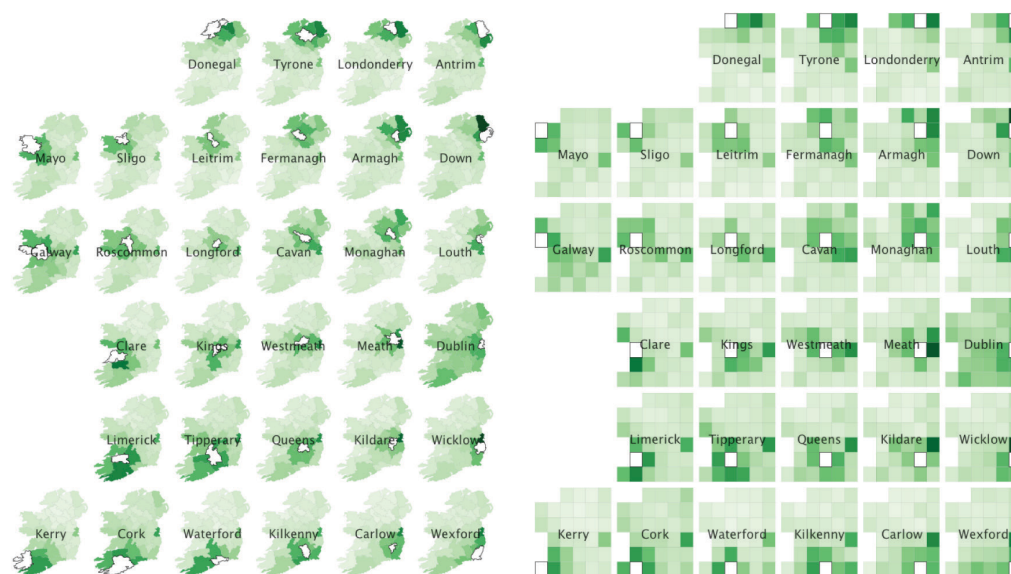 Donegal Tyrone Londonderry Antrim Donegal Tyrone Londonderry Antrim
Mayo Sligo Leitrim Fermanagh Armagh Down Mayo Sligo Leitrim Fermanagh Armagh Down
Galway Roscommon Longford Cavan Monaghan Louth Galway Roscommon Longford Cavan Monaghan Louth
Clare Kings Westmeath Meath Dublin Clare Kings Westmeath Meath Dublin
Limerick Tipperary Queens Kildare Wicklow Limerick Tipperary Queens Kildare Wicklow
Kerry Cork Waterford Kilkenny Carlow Wexford Kerry Cork Waterford Kilkenny Carlow Wexford